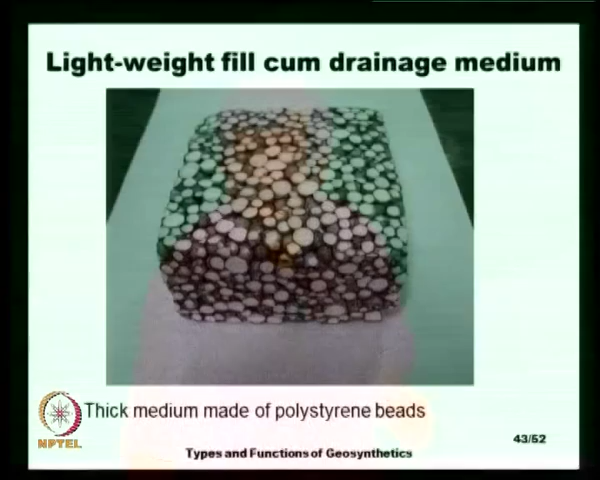 Light-weight fill cum drainage medium
Thick medium made of polystyrene beads
NPTEL
43/52
Types and Functions of Geosynthetics